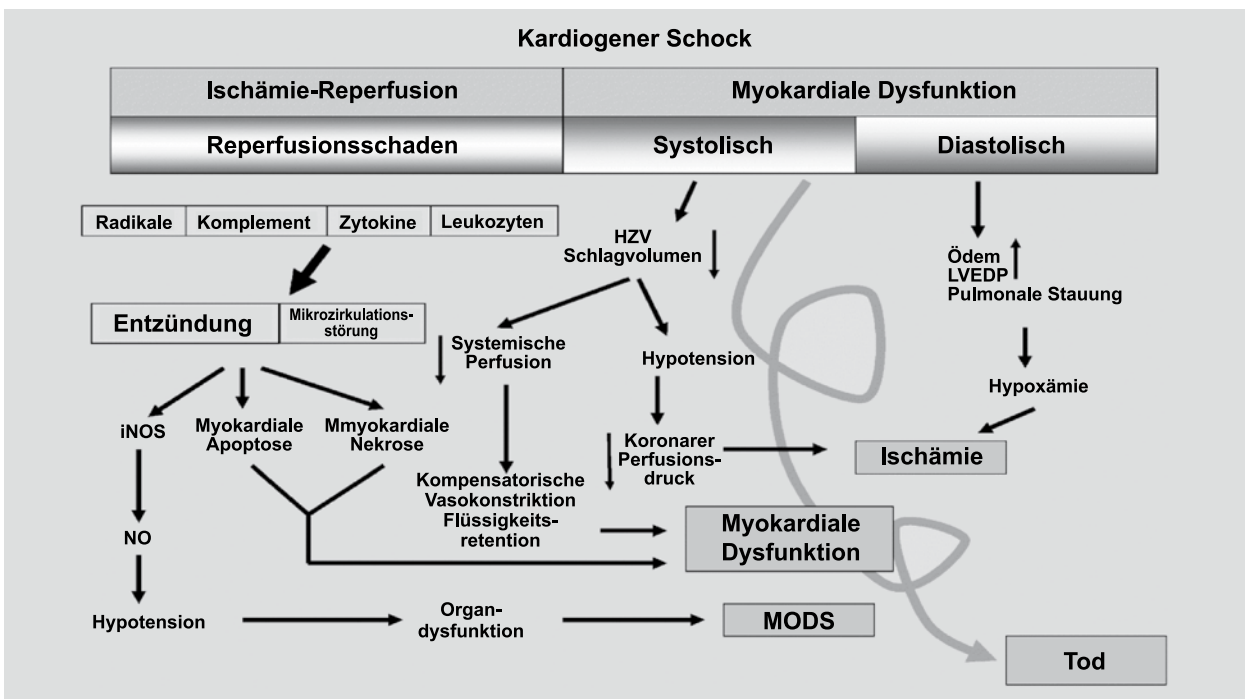 Kardiogener Schock
Ischämie-Reperfusion
Myokardiale Dysfunktion
Reperfusionsschaden
Systolisch
Diastolisch
Radikale
Komplement
Zytokine
Leukozyten
HZV
Schlagvolumen
Ödem
LVEDP
Pulmonale Stauung
Entzündung
Mikrozirkulations-
störung
Systemische
Perfusion
Hypotension
Hypoxämie
iNOS
Myokardiale
Apoptose
Mmyokardiale
Nekrose
Koronarer
Perfusions-
druck
Ischämie
Kompensatorische
Vasokonstriktion
Flüssigkeits-
retention
NO
Myokardiale
Dysfunktion
Hypotension
Organ-
dysfunktion
MODS
Tod